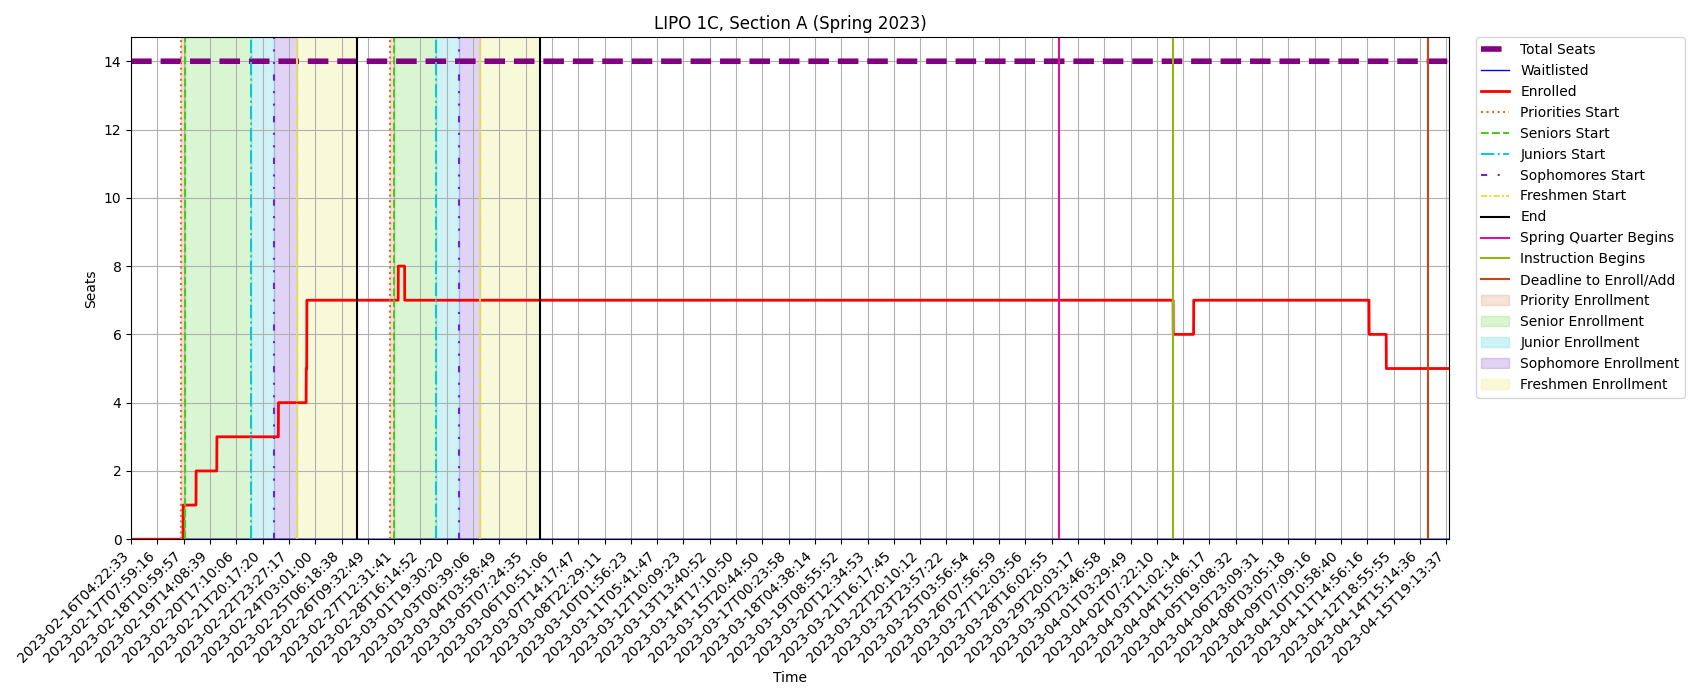 LIPO 1C, Section A (Spring 2023)
Seats
14
12
10
8
6
4
2
0
2023-02-16T04:22:33
2023-02-17T07:59:16
2023-02-18T10:59:57
2023-02-19T14:08:39
2023-02-20T17:10:06
2023-02-21T20:17:20
2023-02-22T23:27:17
2023-02-24T03:01:00
2023-02-25T06:18:38
2023-02-26T09:32:49
2023-02-27T12:31:41
2023-02-28T16:14:52
2023-03-01T19:30:20
2023-03-03T00:39:06
2023-03-04T03:58:49
2023-03-05T07:24:35
2023-03-06T10:51:06
2023-03-07T14:17:47
2023-03-08T22:29:11
2023-03-10T01:56:23
2023-03-11T05:41:47
2023-03-12T10:09:23
2023-03-13T13:40:52
2023-03-14T17:10:50
2023-03-15T20:44:50
2023-03-17T00:23:58
2023-03-18T04:38:14
2023-03-19T08:55:52
2023-03-20T12:34:53
2023-03-21T16:17:45
2023-03-22T20:10:12
2023-03-23T23:57:22
2023-03-25T03:56:54
2023-03-26T07:56:59
2023-03-27T12:03:56
2023-03-28T16:02:55
2023-03-29T20:03:17
2023-03-30T23:46:58
2023-04-01T03:29:49
2023-04-02T07:22:10
2023-04-03T11:02:14
2023-04-04T15:06:17
2023-04-05T19:08:32
2023-04-06T23:09:31
2023-04-08T03:05:18
2023-04-09T07:09:16
2023-04-10T10:58:40
2023-04-11T14:56:16
2023-04-12T18:55:55
2023-04-14T15:14:36
2023-04-15T19:13:37
Time
Total Seats
Waitlisted
Enrolled
Priorities Start
Seniors Start
Juniors Start
Sophomores Start
Freshmen Start
End
Spring Quarter Begins
Instruction Begins
Deadline to Enroll/Add
Priority Enrollment
Senior Enrollment
Junior Enrollment
Sophomore Enrollment
Freshmen Enrollment